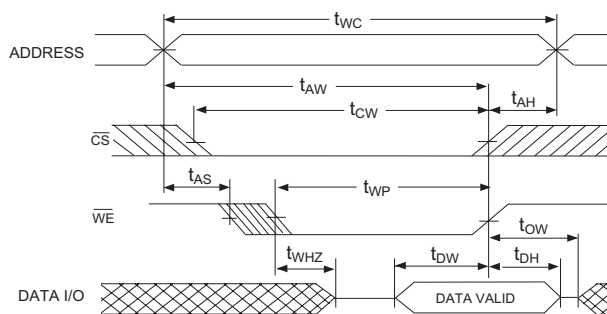 tWC
ADDRESS
tAW
tCW
tAH
CS
tAS
tWP
WE
tOW
tWHZ
tDW
tDH
DATA I/O
DATA VALID